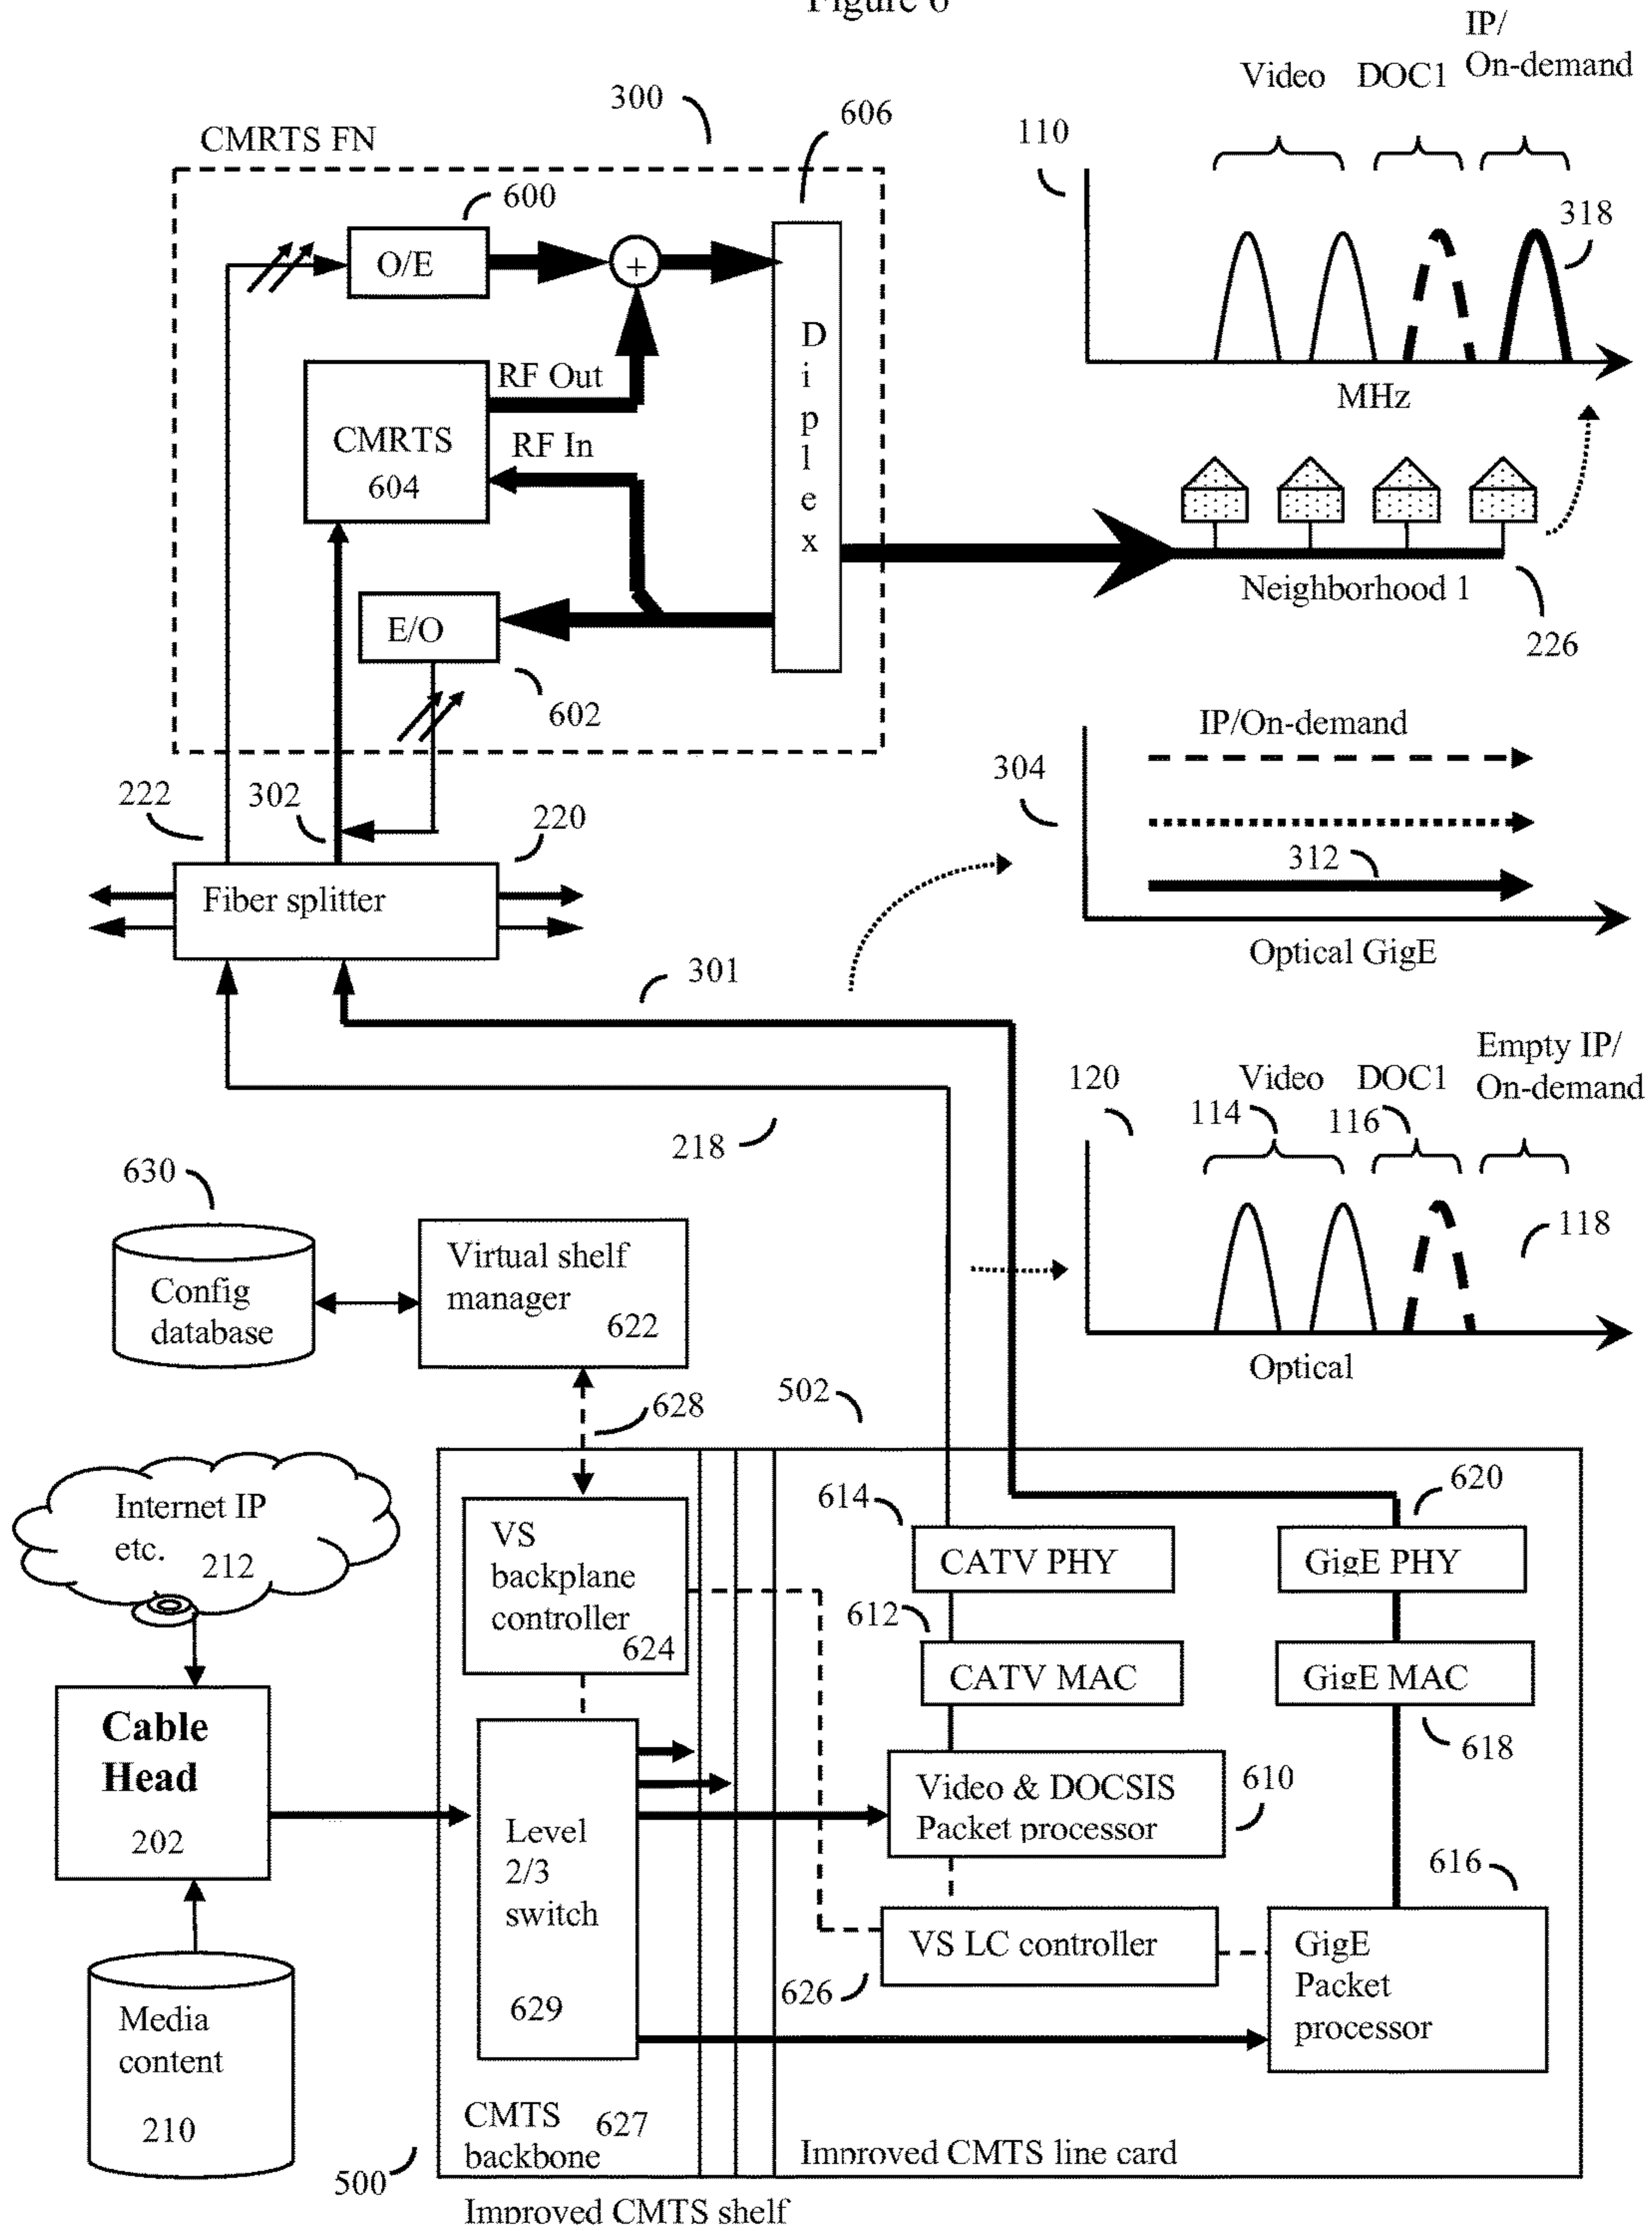 Figure 6
IP/
On-demand
Video
DOC1
300
606
110
CMRTS FN
600
318
O/E
+
Diplex
RF Out
CMRTS
604
RF In
MHz
E/O
602
Neighborhood 1
226
IP/On-demand
304
312
Optical GigE
222
302
220
Fiber splitter
301
218
Empty IP/
On-demand
120
Video
DOC1
114
116
118
Optical
630
Config
database
Virtual shelf
manager
622
628
502
Internet IP
etc.
212
VS
backplane
controller
624
614
CATV PHY
620
GigE PHY
612
CATV MAC
GigE MAC
618
Cable
Head
202
Level
2/3
switch
629
Video & DOCSIS
Packet processor
610
616
VS LC controller
626
GigE
Packet
processor
Media
content
210
CMTS
backbone
627
Improved CMTS line card
500
Improved CMTS shelf